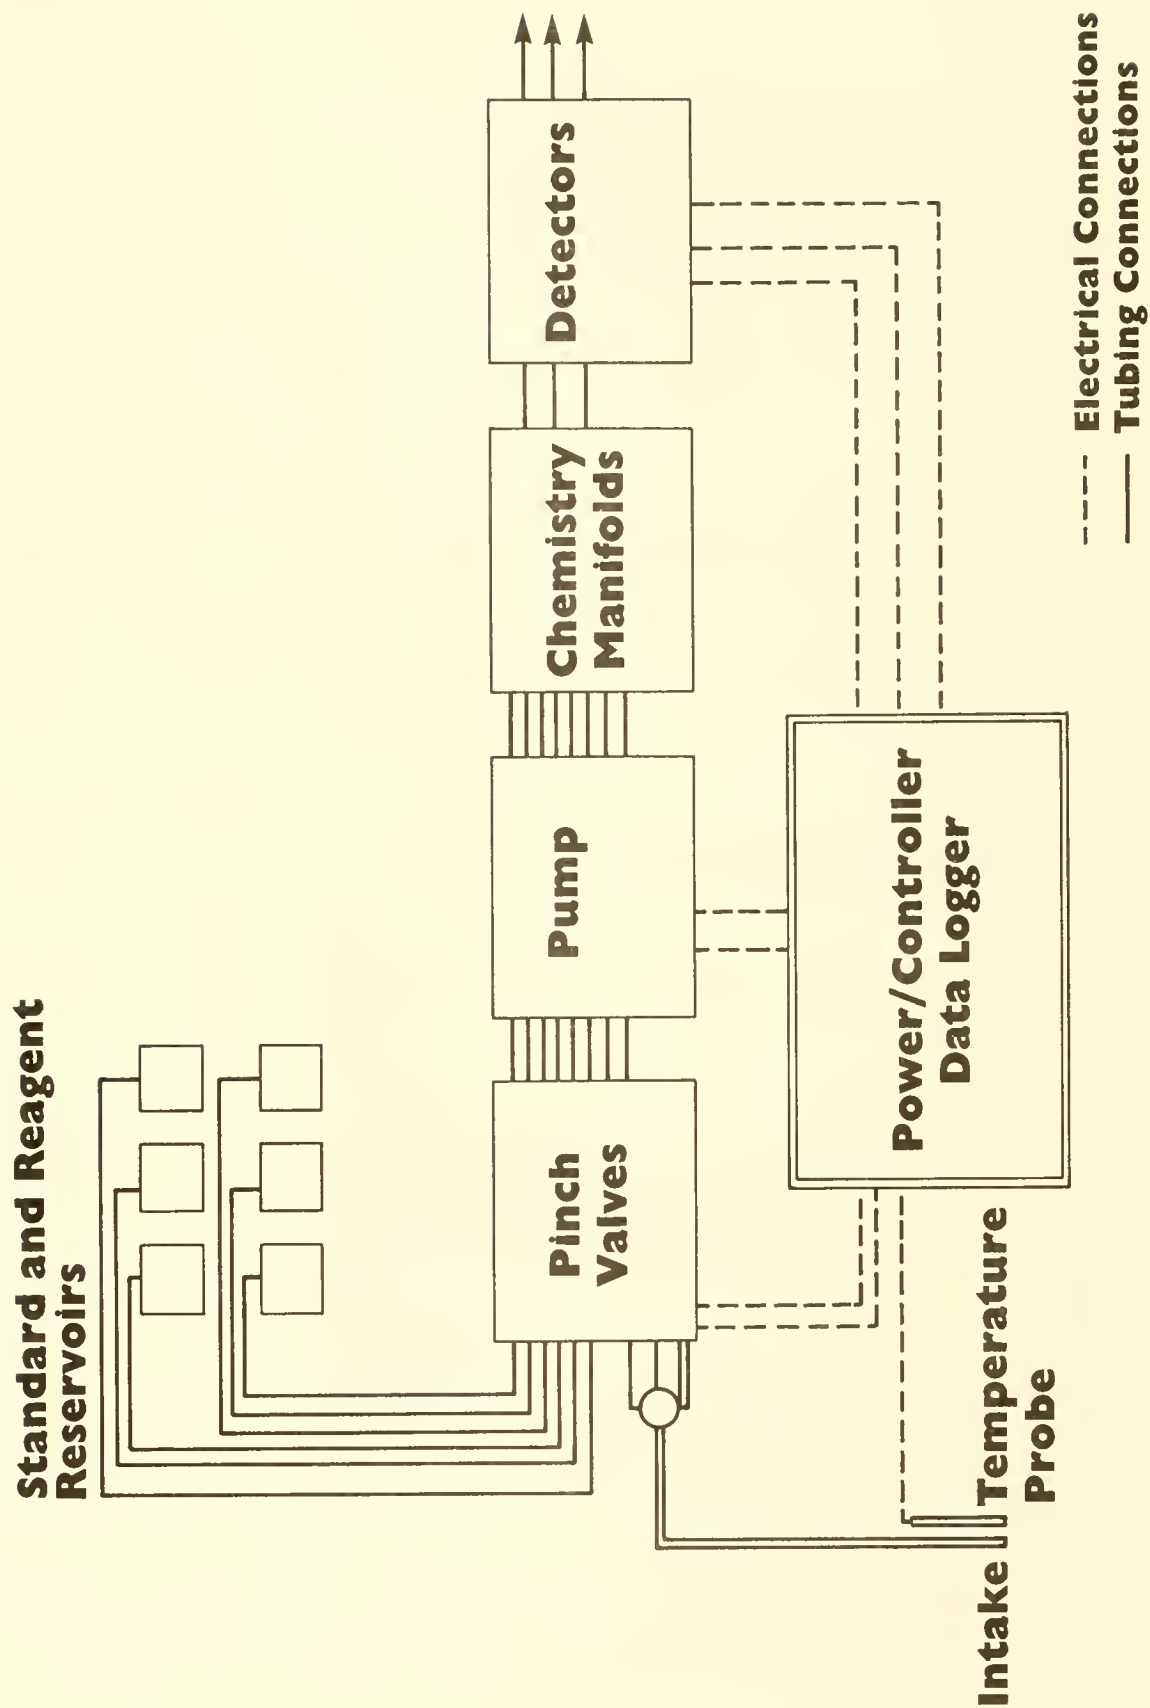 Standard and Reagent
Reservoirs
Pinch
Valves
Pump
Chemistry
Manifolds
Detectors
Power/Controller
Data Logger
Intake
Temperature
Probe
Electrical Connections
Tubing Connections